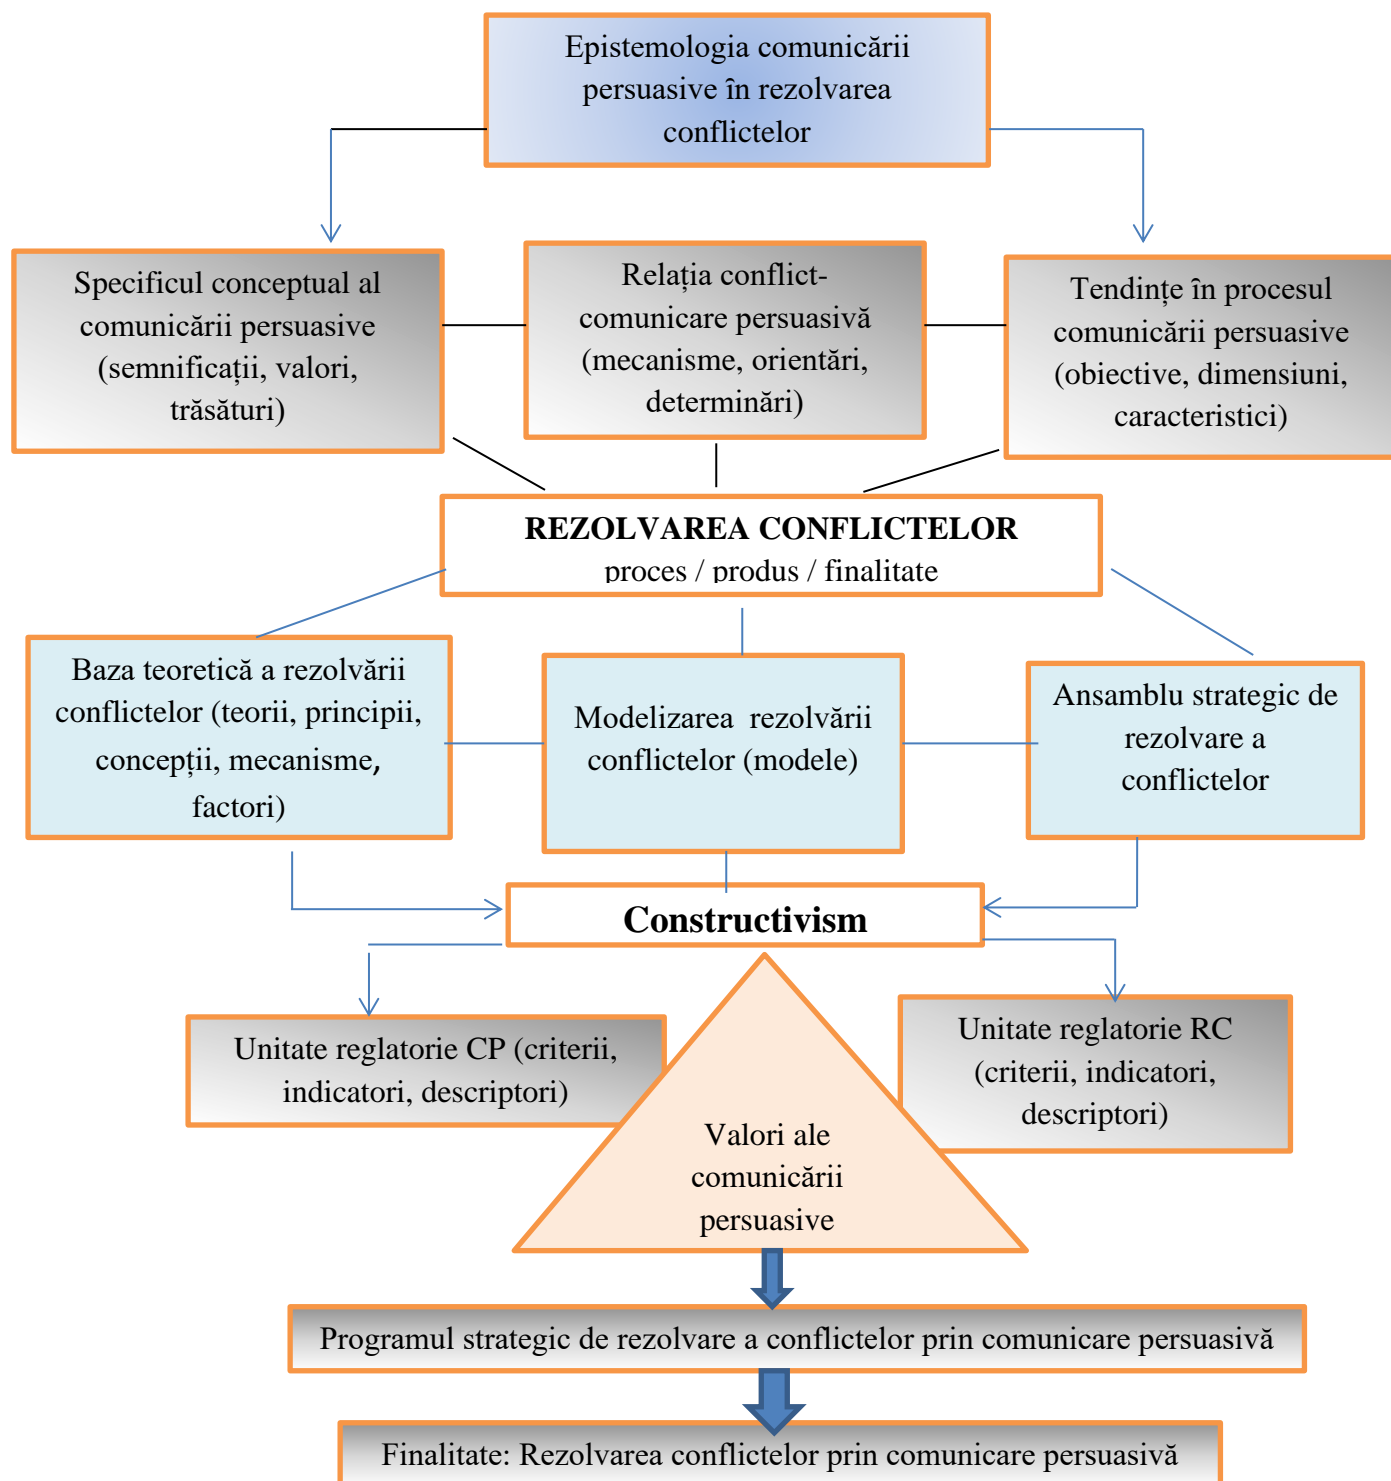 Epistemologia comunicării
persuasive în rezolvarea
conflictelor
Specificul conceptual al
comunicării persuasive
(semnificații, valori,
trăsături)
Relația conflict-
comunicare persuasivă
(mecanisme, orientări,
determinări)
Tendințe în procesul
comunicării persuasive
(obiective, dimensiuni,
caracteristici)
REZOLVAREA CONFLICTELOR
proces / produs / finalitate
Baza teoretică a rezolvării
conflictelor (teorii, principii,
concepții, mecanisme,
factori)
Modelizarea rezolvării
conflictelor (modele)
Ansamblu strategic de
rezolvare a
conflictelor
Constructivism
Unitate reglatorie CP (criterii,
indicatori, descriptori)
Unitate reglatorie RC
(criterii, indicatori,
descriptori)
Valori ale
comunicării
persuasive
Programul strategic de rezolvare a conflictelor prin comunicare persuasivă
Finalitate: Rezolvarea conflictelor prin comunicare persuasivă